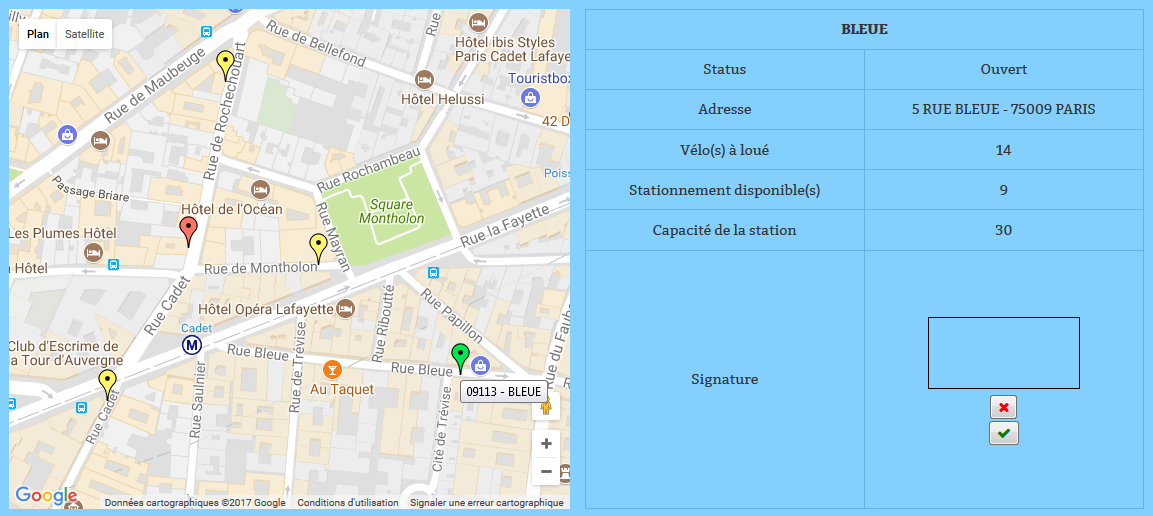 Plan
Satellite
Rue de Maubeuge
Rue de Rochechouart
Rue de Bellefond
Rue
Hôtel ibis Styles
Paris Cadet Lafaye
Touristbox
Hôtel Helussi
42 D
Poiss
Rue Rochambeau
Passage Briare
Hôtel de l'Océan
Square
Montholon
Rue Mayran
Rue la Fayette
Les Plumes Hôtel
Hôtel
Rue de Montholon
Rue Cadet
Hôtel Opéra Lafayette
Rue Riboutté
Rue Papillon
Cadet
M
Club d'Escrime de
la Tour d'Auvergne
Rue Bleue
Rue Bleue
Rue du Faub
Au Taquet
Rue de Trévise
Rue Saulnier
Rue Cadet
Cité de Trévise
09113 - BLEUE
+
−
Google
Données cartographiques ©2017 Google
Conditions d'utilisation
Signaler une erreur cartographique
BLEUE
Status Ouvert
Adresse 5 RUE BLEUE - 75009 PARIS
Vélo(s) à loué 14
Stationnement disponible(s) 9
Capacité de la station 30
Signature